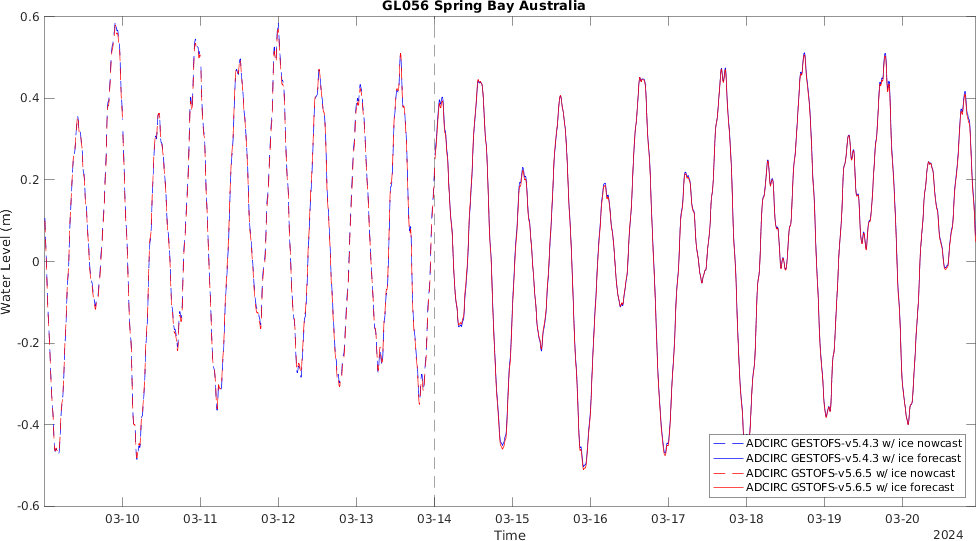 GL056 Spring Bay Australia
0.6
0.4
0.2
0
-0.2
-0.4
-0.6
Water Level (m)
ADCIRC GESTOFS-v5.4.3 w/ ice nowcast
ADCIRC GESTOFS-v5.4.3 w/ ice forecast
ADCIRC GSTOFS-v5.6.5 w/ ice nowcast
ADCIRC GSTOFS-v5.6.5 w/ ice forecast
03-10 03-11 03-12 03-13 03-14 03-15 03-16 03-17 03-18 03-19 03-20
Time
2024